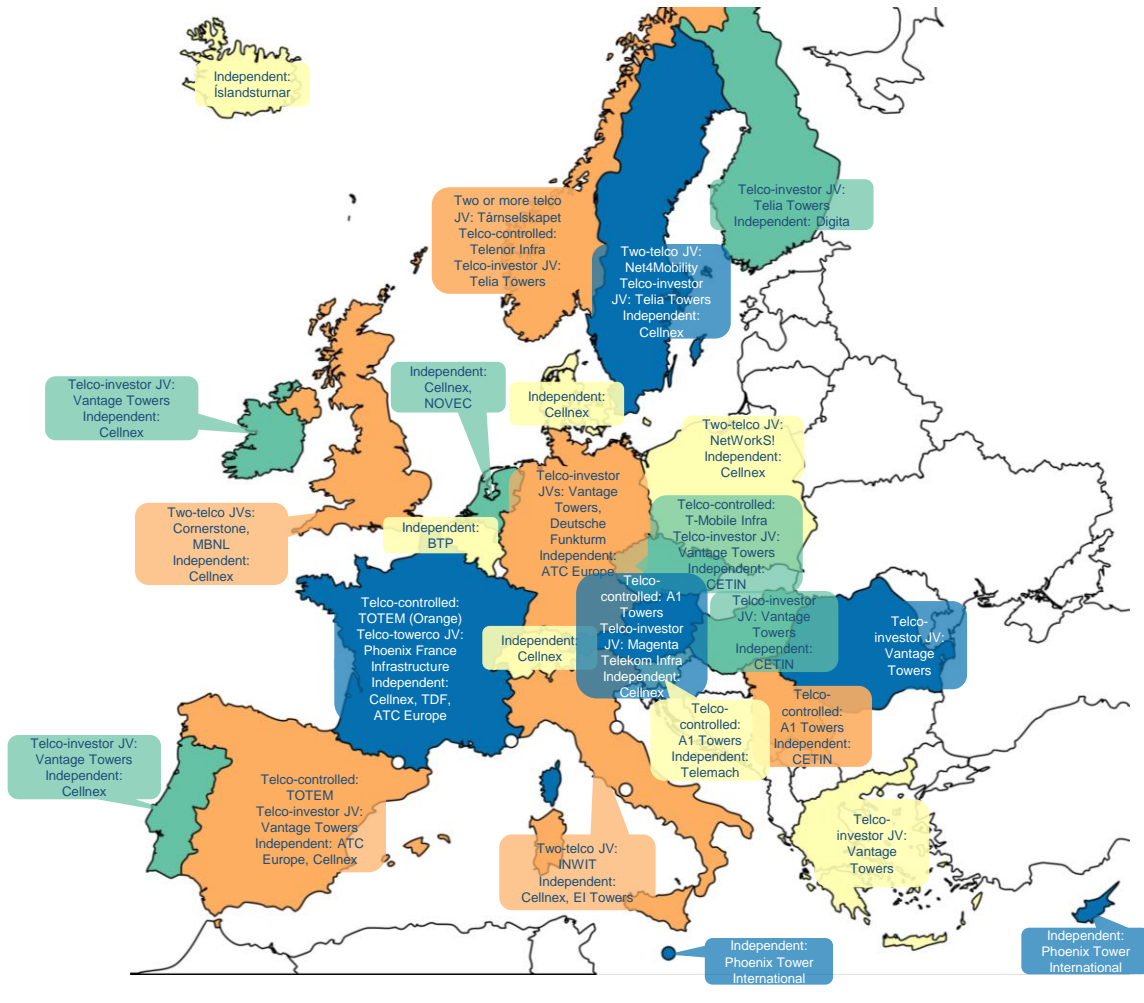 Independent:
Íslandsturnar
Two or more telco
JV: Tárnselskapet
Telco-controlled:
Telenor Infra
Telco-investor JV:
Telia Towers
Telco-investor JV:
Telia Towers
Independent: Digita
Two-telco JV:
Net4Mobility
Telco-investor
JV: Telia Towers
Independent:
Cellnex
Telco-investor JV:
Vantage Towers
Independent:
Cellnex
Independent:
Cellnex,
NOVEC
Independent:
Cellnex
Two-telco JV:
NetWorkS!
Independent:
Cellnex
Two-telco JVs:
Cornerstone,
MBNL
Independent:
Cellnex
Independent:
BTP
Telco-investor
JVs: Vantage
Towers,
Deutsche
Funkturm
Independent:
ATC Europe
Telco-controlled:
T-Mobile Infra
Telco-investor JV:
Vantage Towers
Independent:
CETIN
Telco-controlled:
TOTEM (Orange)
Telco-towerco JV:
Phoenix France
Infrastructure
Independent:
Cellnex, TDF,
ATC Europe
Independent:
Cellnex
Telco-
controlled: A1
Towers
Telco-investor
JV: Magenta
Telekom Infra
Independent:
Cellnex
Telco-investor
JV: Vantage
Towers
Independent:
CETIN
Telco-
investor JV:
Vantage
Towers
Telco-
controlled:
A1 Towers
Independent:
Telemach
Telco-
controlled:
A1 Towers
Independent:
CETIN
Telco-investor JV:
Vantage Towers
Independent:
Cellnex
Telco-controlled:
TOTEM
Telco-investor JV:
Vantage Towers
Independent: ATC
Europe, Cellnex
Two-telco JV:
INWIT
Independent:
Cellnex, EI Towers
Telco-
investor JV:
Vantage
Towers
Independent:
Phoenix Tower
International
Independent:
Phoenix Tower
International